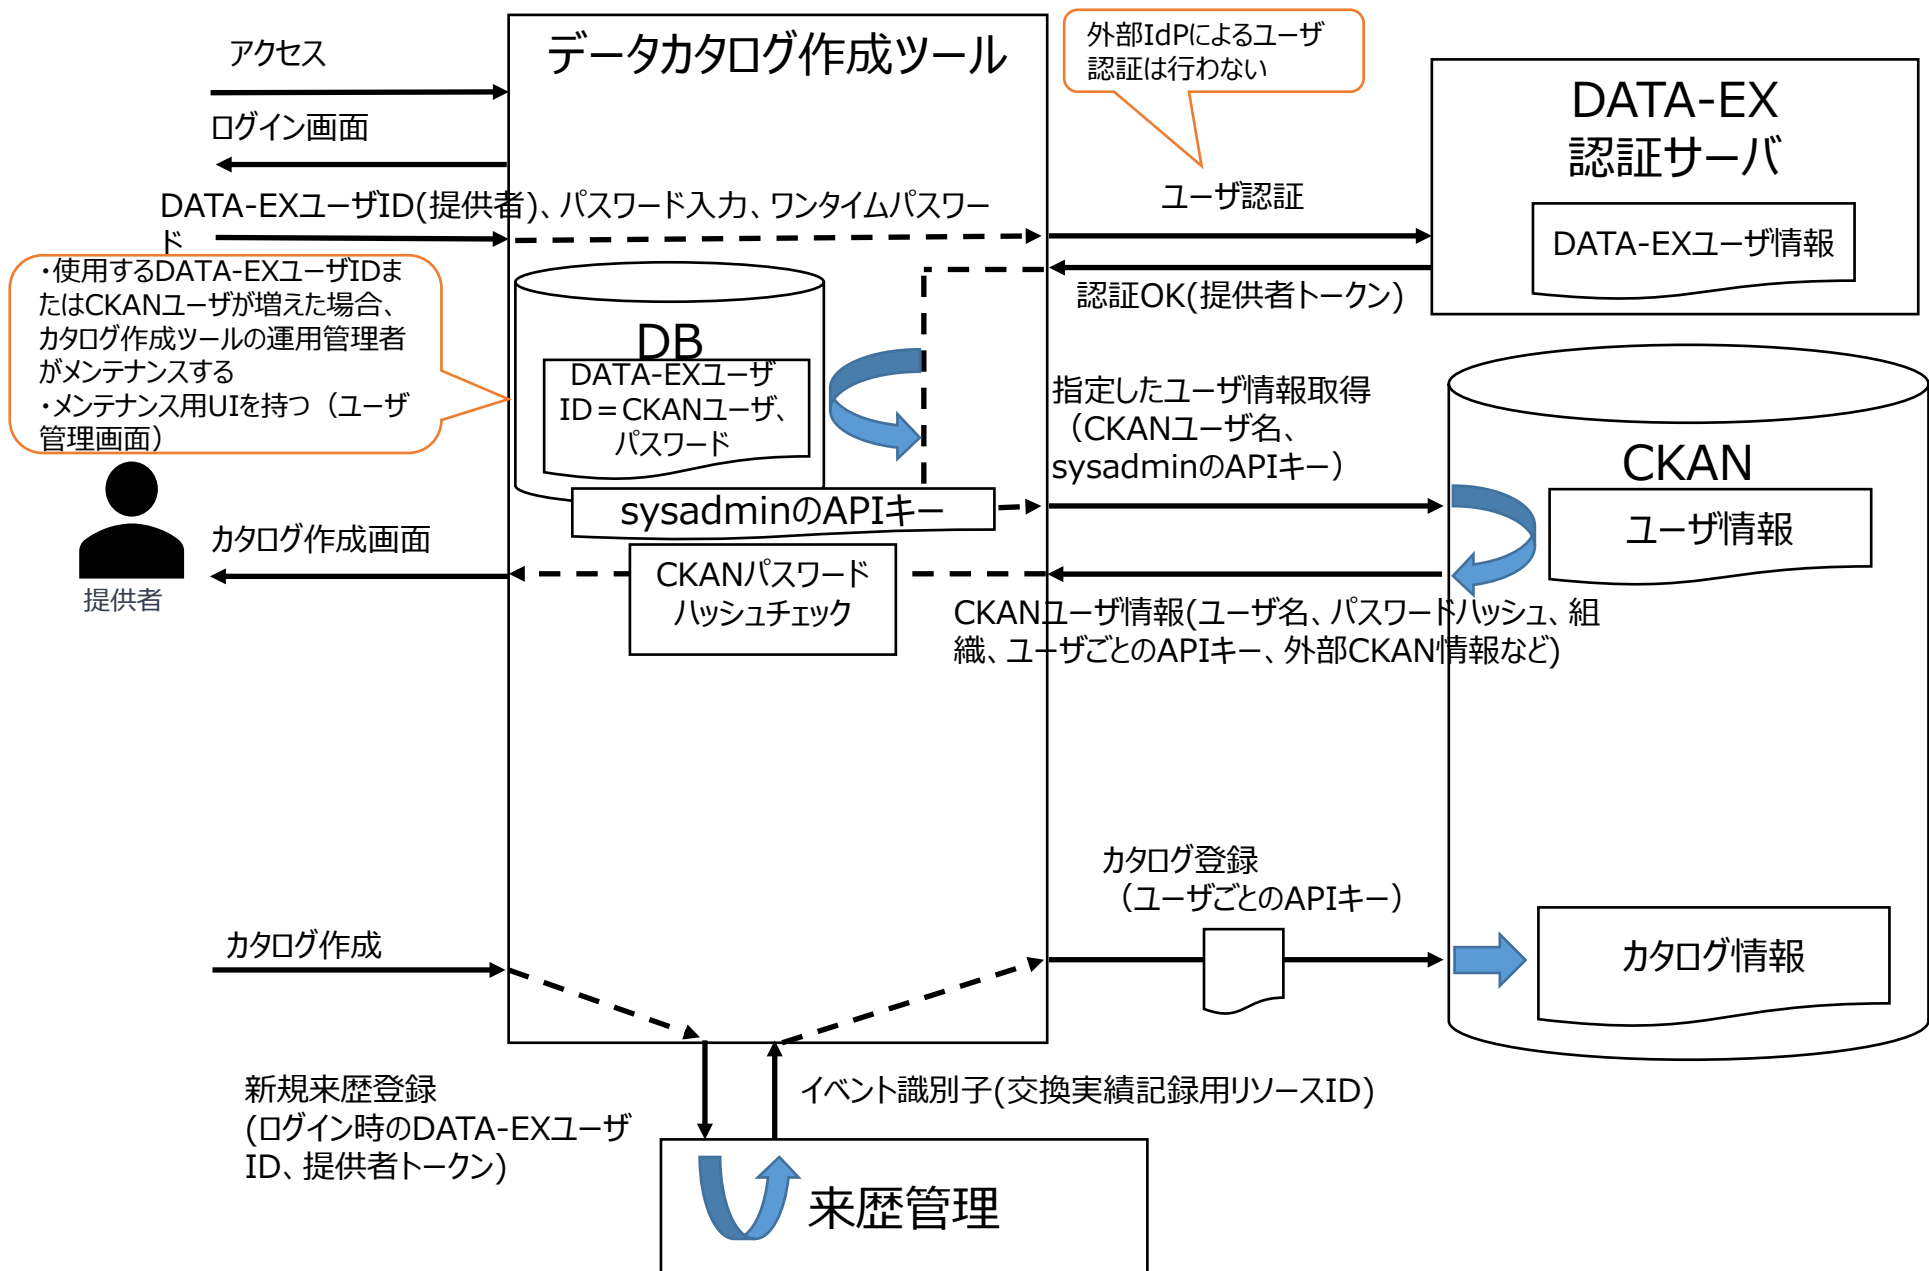 アクセス
データカタログ作成ツール
外部IdPによるユーザ
認証は行わない
DATA-EX
認証サーバ
ログイン画面
DATA-EXユーザID(提供者)、パスワード入力、ワンタイムパスワー
ド
ユーザ認証
DATA-EXユーザ情報
認証OK(提供者トークン)
・使用するDATA-EXユーザIDま
たはCKANユーザが増えた場合、
カタログ作成ツールの運用管理者
がメンテナンスする
・メンテナンス用UIを持つ（ユーザ
管理画面）
DB
DATA-EXユーザ
ID＝CKANユーザ、
パスワード
sysadminのAPIキー
指定したユーザ情報取得
（CKANユーザ名、
sysadminのAPIキー）
CKAN
ユーザ情報
提供者
カタログ作成画面
CKANパスワード
ハッシュチェック
CKANユーザ情報(ユーザ名、パスワードハッシュ、組
織、ユーザごとのAPIキー、外部CKAN情報など)
カタログ登録
（ユーザごとのAPIキー）
カタログ作成
カタログ情報
新規来歴登録
(ログイン時のDATA-EXユーザ
ID、提供者トークン)
イベント識別子(交換実績記録用リソースID)
来歴管理